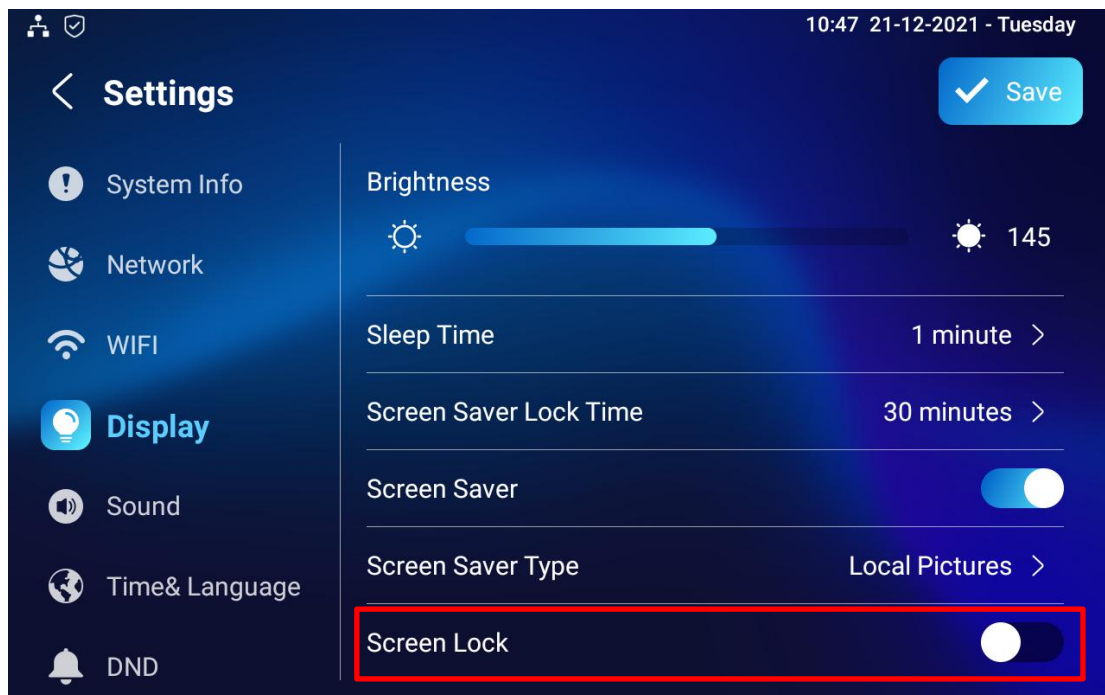 10:47 21-12-2021 - Tuesday
Settings
Save
System Info
Network
WIFI
Display
Sound
Time& Language
DND
Brightness
145
Sleep Time 1 minute
Screen Saver Lock Time 30 minutes
Screen Saver
Screen Saver Type Local Pictures
Screen Lock